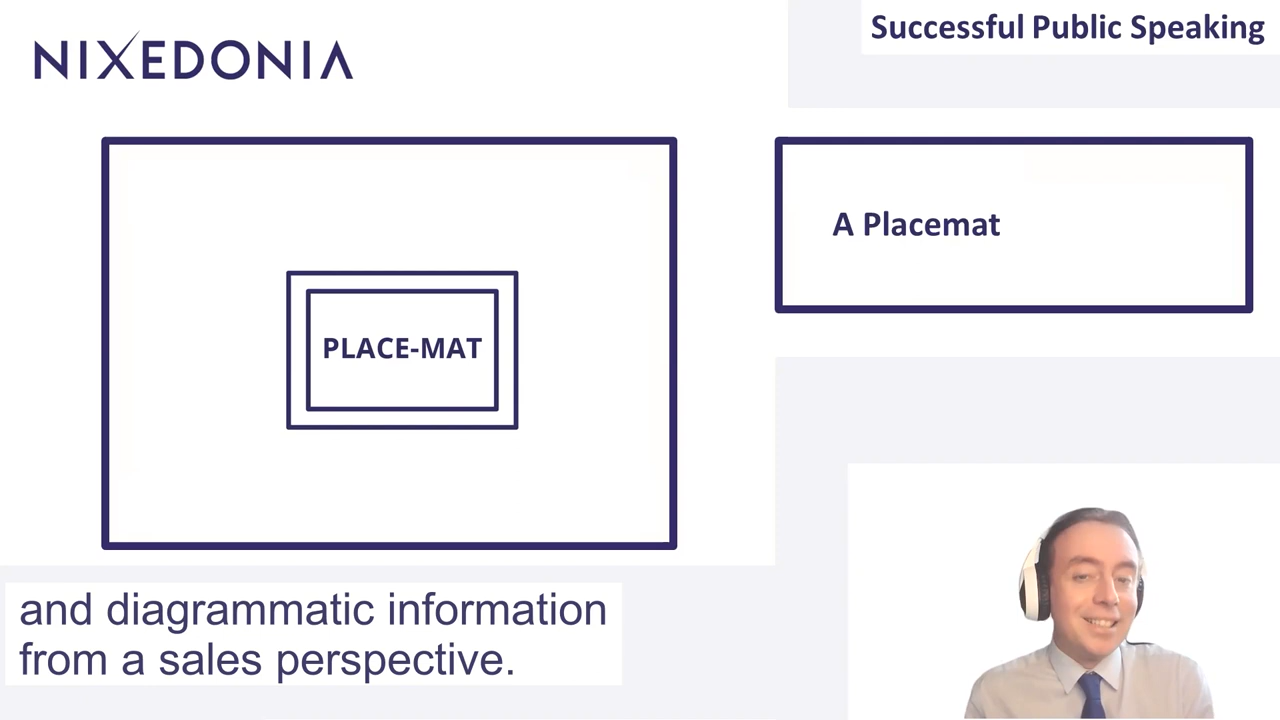 NIXEDONIA
Successful Public Speaking
PLACE-MAT
A Placemat
and diagrammatic information
from a sales perspective.